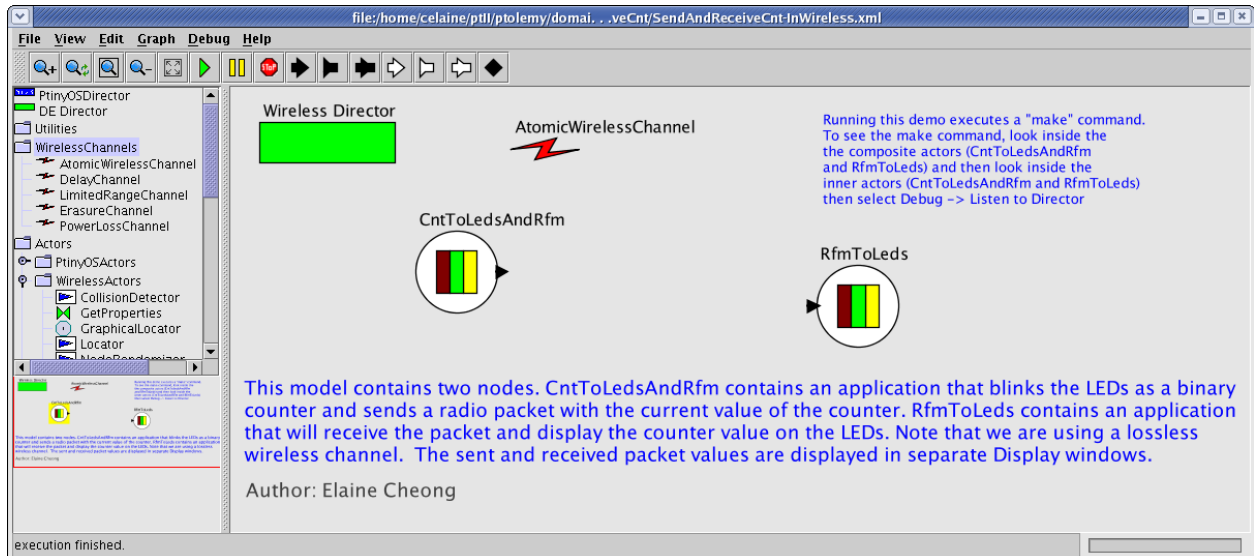 file:/home/celaine/ptII/ptolemy/domai. . .veCnt/SendAndReceiveCnt-InWireless.xml
File View Edit Graph Debug Help
STOP
PtinyOSDirector
DE Director
Utilities
WirelessChannels
AtomicWirelessChannel
DelayChannel
LimitedRangeChannel
ErasureChannel
PowerLossChannel
Actors
PtinyOSActors
WirelessActors
CollisionDetector
GetProperties
GraphicalLocator
Locator
NodeRandomizer
Wireless Director
AtomicWirelessChannel
Running this demo executes a "make" command.
To see the make command, look inside the
the composite actors (CntToLedsAndRfm
and RfmToLeds) and then look inside the
inner actors (CntToLedsAndRfm and RfmToLeds)
then select Debug -> Listen to Director
CntToLedsAndRfm
RfmToLeds
This model contains two nodes. CntToLedsAndRfm contains an application that blinks the LEDs as a binary
counter and sends a radio packet with the current value of the counter. RfmToLeds contains an application
that will receive the packet and display the counter value on the LEDs. Note that we are using a lossless
wireless channel.  The sent and received packet values are displayed in separate Display windows.
Author: Elaine Cheong
execution finished.